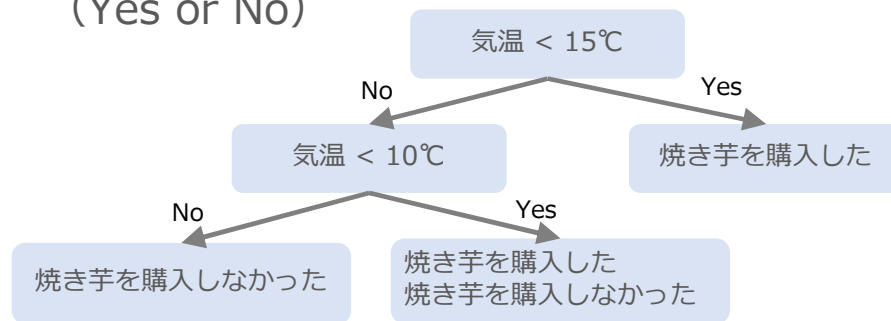 （Yes or No）
気温 < 15℃
No
Yes
気温 < 10℃
焼き芋を購入した
No
Yes
焼き芋を購入しなかった
焼き芋を購入した
焼き芋を購入しなかった